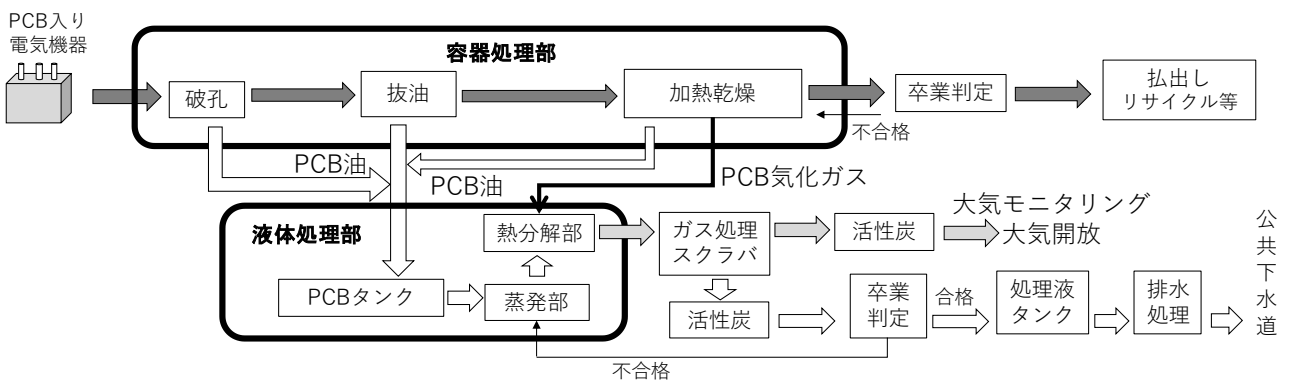 PCB入り
電気機器
容器処理部
破孔
抜油
加熱乾燥
卒業判定
払出し
リサイクル等
不合格
PCB油
PCB油
PCB気化ガス
液体処理部
熱分解部
ガス処理
スクラバ
活性炭
大気モニタリング
大気開放
PCBタンク
蒸発部
活性炭
卒業
判定
合格
処理液
タンク
排水
処理
公共下水道
不合格